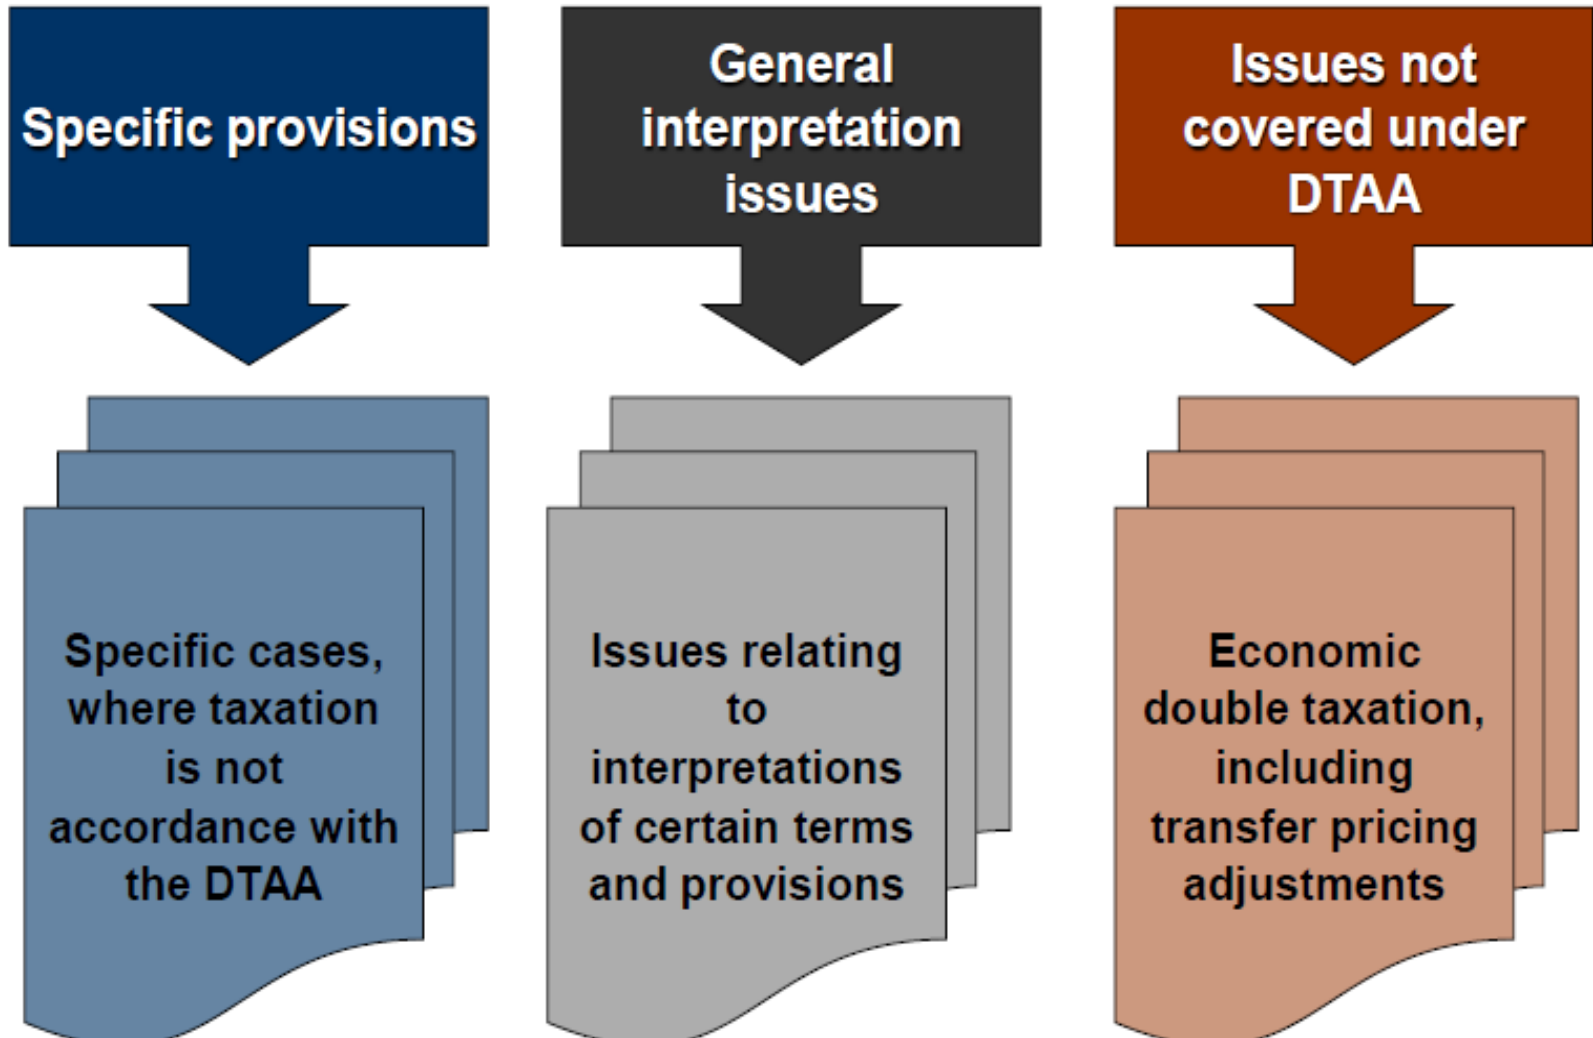 Specific provisions
General
interpretation
issues
Issues not
covered under
DTAA
Specific cases,
where taxation
is not
accordance with
the DTAA
Issues relating
to
interpretations
of certain terms
and provisions
Economic
double taxation,
including
transfer pricing
adjustments